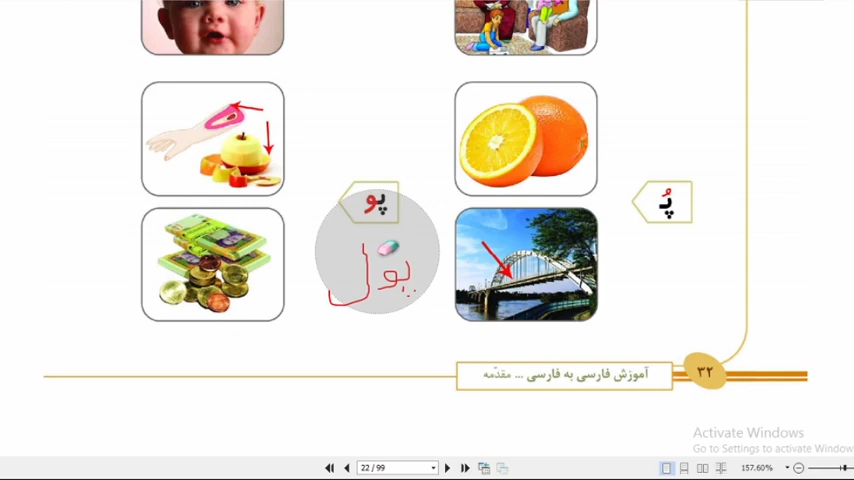 پُ
پو
پول
آموزش فارسی به فارسی ... مقدّمه
۳۲
Activate Windows
Go to Settings to activate Windows
22 / 99
157.60%